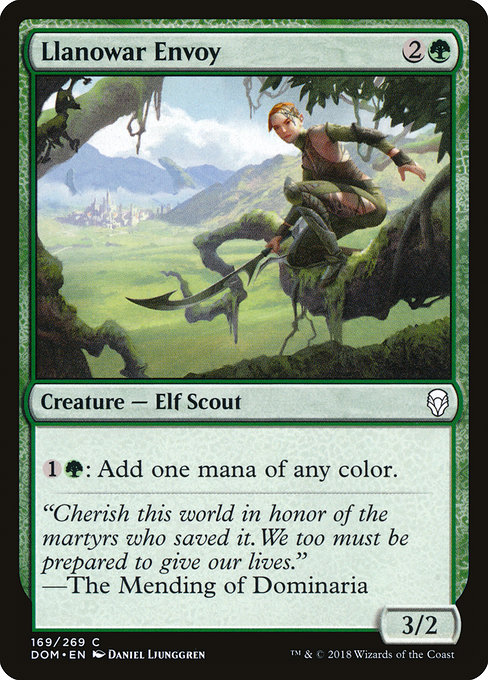 Llanowar Envoy 2
Creature — Elf Scout
1: Add one mana of any color.
“Cherish this world in honor of the
martyrs who saved it. We too must be
prepared to give our lives.”
—The Mending of Dominaria
3/2
169/269 C
DOM • EN Daniel Ljunggren
™ & © 2018 Wizards of the Coast